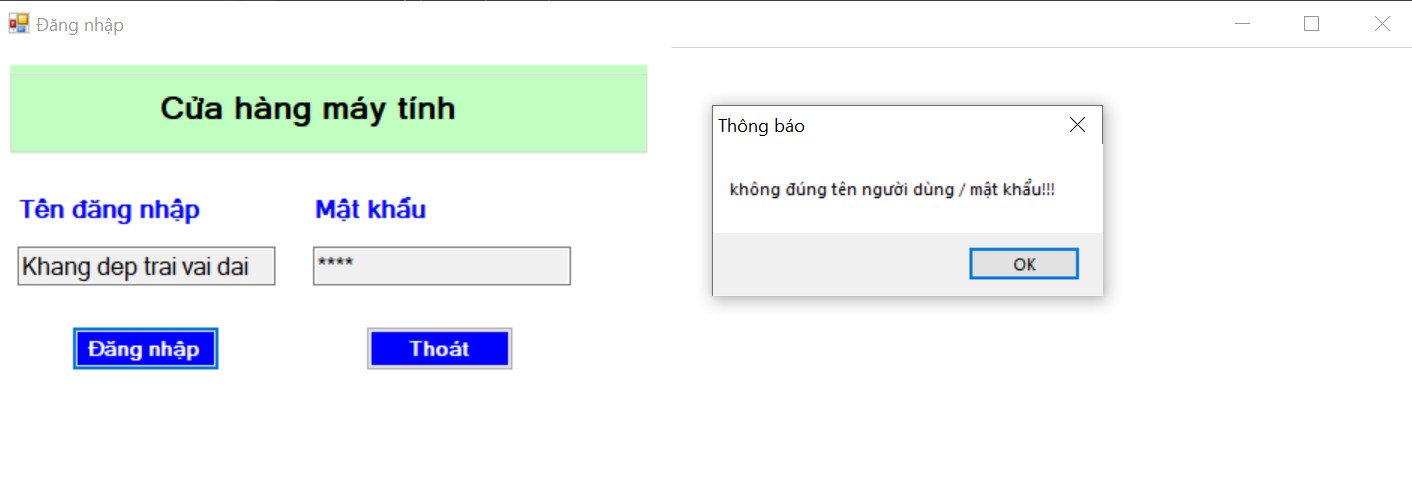 Đăng nhập
Cửa hàng máy tính
Tên đăng nhập
Mật khẩu
Khang dep trai vai dai
****
Đăng nhập
Thoát
Thông báo
không đúng tên người dùng / mật khẩu!!!
OK